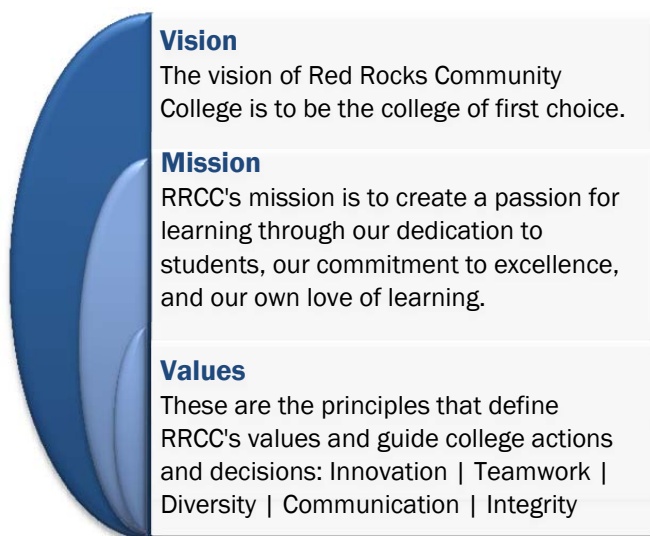 Vision
The vision of Red Rocks Community
College is to be the college of first choice.
Mission
RRCC's mission is to create a passion for
learning through our dedication to
students, our commitment to excellence,
and our own love of learning.
Values
These are the principles that define
RRCC's values and guide college actions
and decisions: Innovation | Teamwork |
Diversity | Communication | Integrity